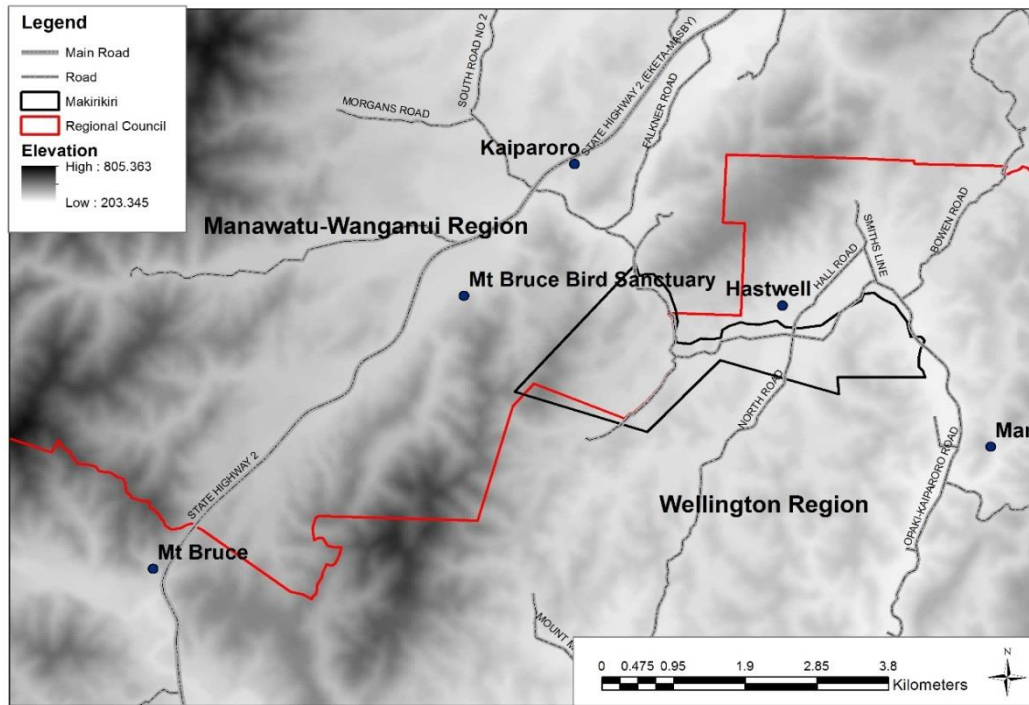 Legend
Main Road
Road
Makirikiri
Regional Council
Elevation
High : 805.363
Low : 203.345
SOUTH ROAD NO 2
STATE HIGHWAY 2 (EKETA-MASBY)
MORGANS ROAD
FALKNER ROAD
Kaiparoro
Manawatu-Wanganui Region
BOWEN ROAD
SMITHS LINE
HALL ROAD
Mt Bruce Bird Sanctuary
Hastwell
NORTH ROAD
Mar
STATE HIGHWAY 2
OPAKI-KAIPARORO ROAD
Wellington Region
Mt Bruce
MOUNT M
N
0 0.475 0.95 1.9 2.85 3.8
Kilometers